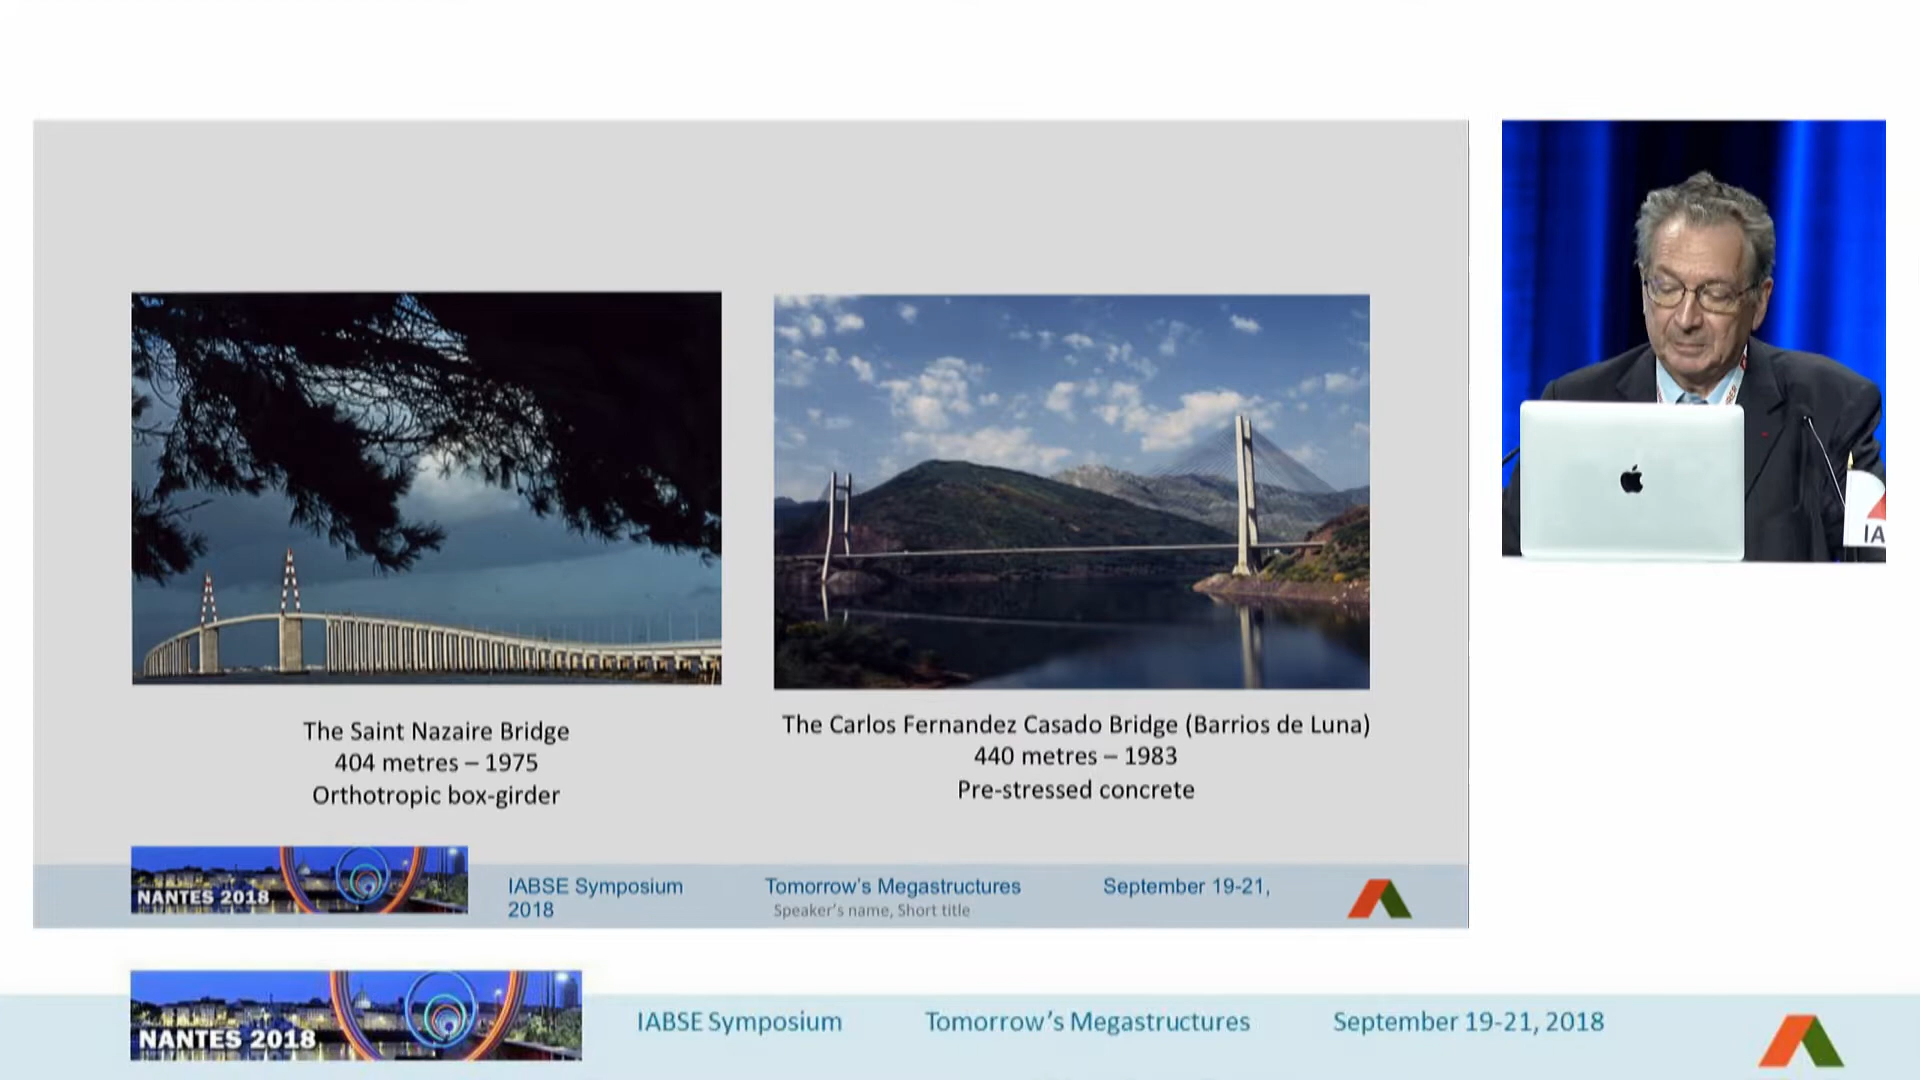 The Saint Nazaire Bridge
404 metres – 1975
Orthotropic box-girder
The Carlos Fernandez Casado Bridge (Barrios de Luna)
440 metres – 1983
Pre-stressed concrete
NANTES 2018
IABSE Symposium
2018
Tomorrow's Megastructures
Speaker's name, Short title
September 19-21,
IA
NANTES 2018
IABSE Symposium
Tomorrow's Megastructures
September 19-21, 2018